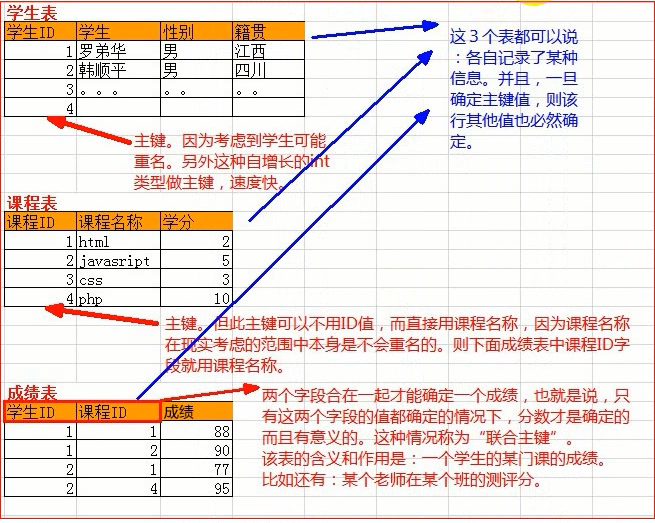 学生表
学生ID 学生 性别 籍贯
1 罗弟华 男 江西
2 韩顺平 男 四川
3 。。。 。。 。。
4
这3个表都可以说
：各自记录了某种
信息。并且，一旦
确定主键值，则该
行其他值也必然确
定。
主键。因为考虑到学生可能
重名。另外这种自增长的int
类型做主键，速度快。
课程表
课程ID 课程名称 学分
1 html 2
2 javasript 5
3 css 3
4 php 10
主键。但此主键可以不用ID值，而直接用课程名称，因为课程名称
在现实考虑的范围中本身是不会重名的。则下面成绩表中课程ID字
段就用课程名称。
成绩表
学生ID 课程ID 成绩
1 1 88
1 2 90
2 1 77
2 4 95
两个字段合在一起才能确定一个成绩，也就是说，只
有这两个字段的值都确定的情况下，分数才是确定的
而且有意义的。这种情况称为“联合主键”。
该表的含义和作用是：一个学生的某门课的成绩。
比如还有：某个老师在某个班的测评分。